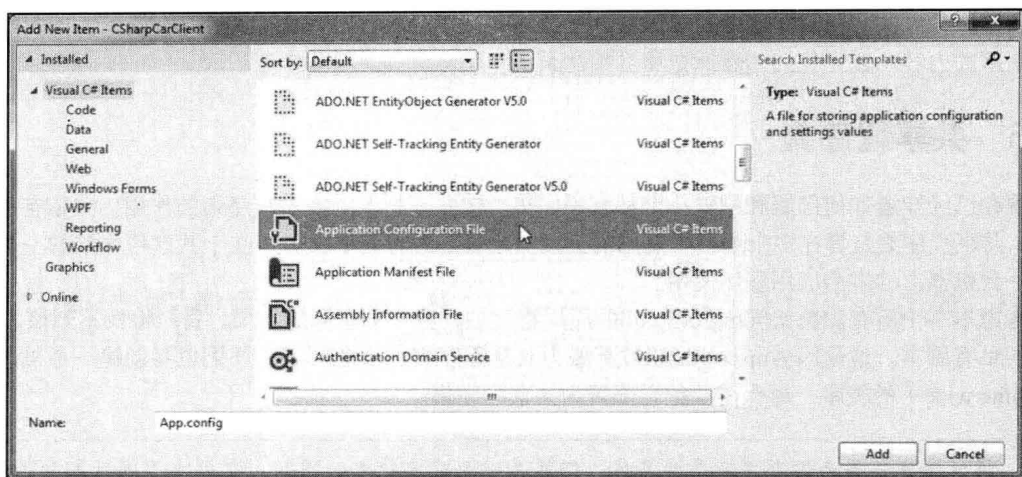 Add New Item - CSharpCarClient
Installed
Sort by: Default
Search Installed Templates
Visual C# Items
Code
Data
General
Web
Windows Forms
WPF
Reporting
Workflow
Graphics
Online
ADO.NET EntityObject Generator V5.0 Visual C# Items
ADO.NET Self-Tracking Entity Generator Visual C# Items
ADO.NET Self-Tracking Entity Generator V5.0 Visual C# Items
Application Configuration File Visual C# Items
Application Manifest File Visual C# Items
Assembly Information File Visual C# Items
Authentication Domain Service Visual C# Items
Type: Visual C# Items
A file for storing application configuration
and settings values
Name: App.config
Add Cancel